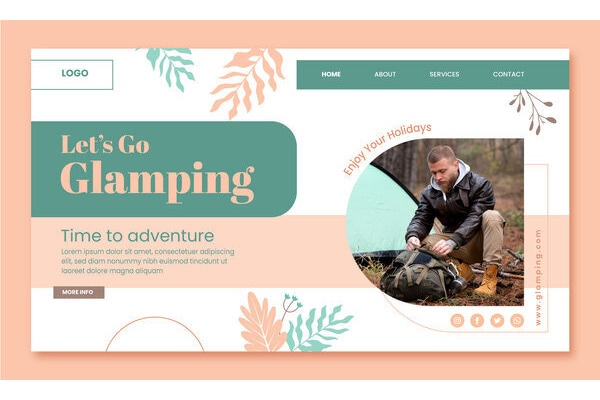 LOGO
HOME ABOUT SERVICES CONTACT
Let's Go
Glamping
Enjoy Your Holidays
Time to adventure
Lorem ipsum dolor sit amet, consectetuer adipiscing
elit, sed diam nonummy nibh euismod tincidunt ut
laoreet dolore magna aliquam
MORE INFO
www.glamping.com